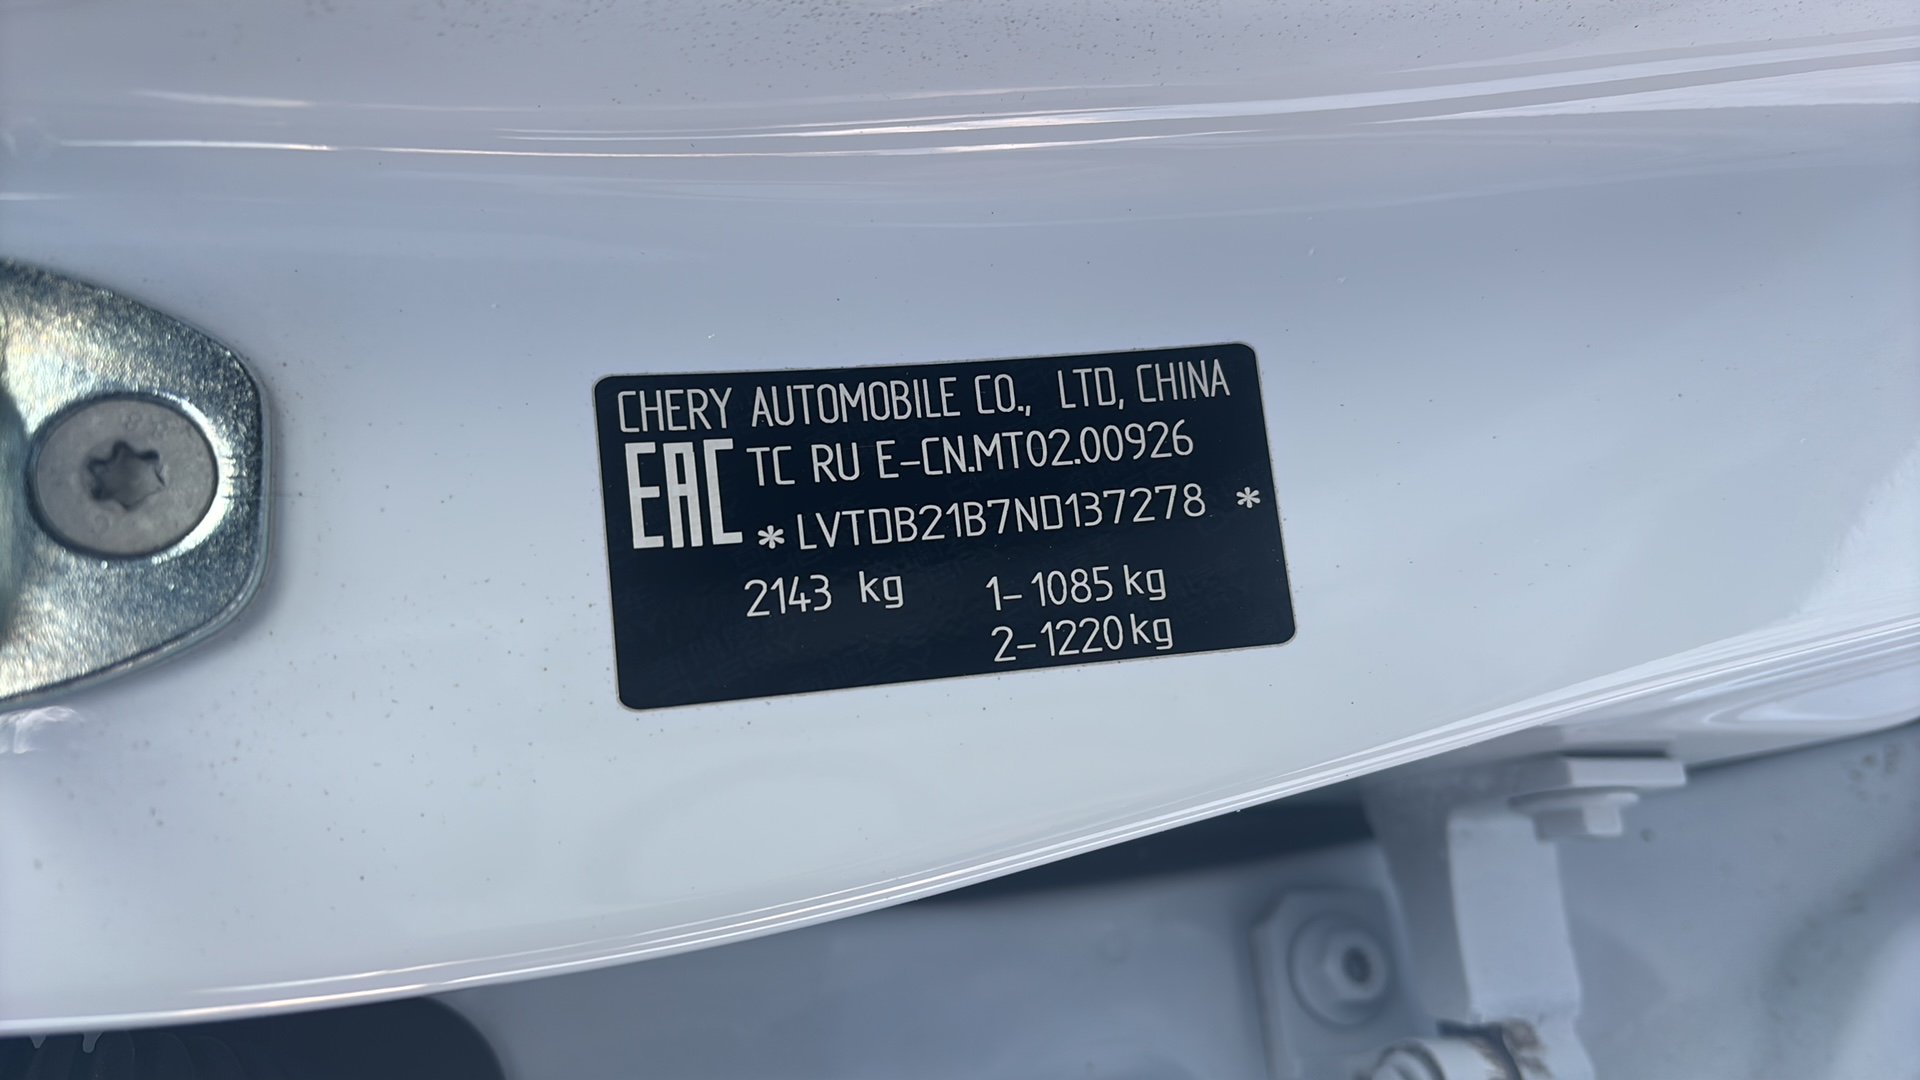 CHERY AUTOMOBILE CO., LTD, CHINA
EAC TC RU E-CN.MT02.00926
*LVTDB21B7ND137278 *
2143 kg 1-1085 kg
2-1220 kg